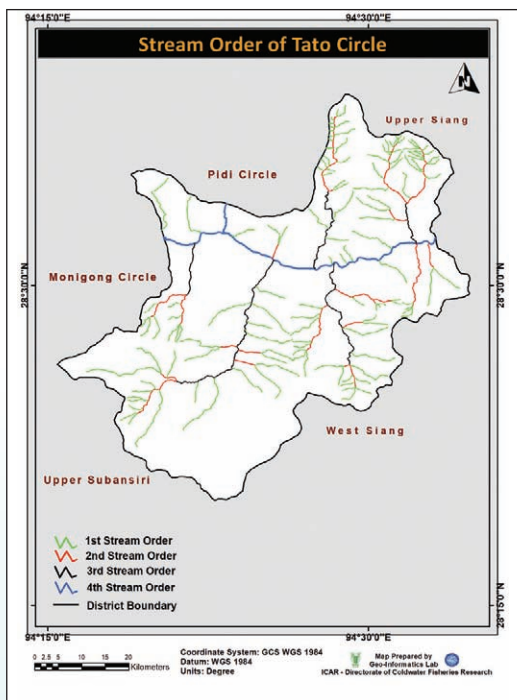 94°15'0"E
94°30'0"E
Stream Order of Tato Circle
N
Upper Siang
Pidi Circle
Monigong Circle
28°30'0"N
28°30'0"N
West Siang
Upper Subansiri
1st Stream Order
2nd Stream Order
3rd Stream Order
4th Stream Order
District Boundary
28°15'0"N
94°15'0"E
94°30'0"E
0 2.5 5 10 15 20
Kilometers
Coordinate System: GCS WGS 1984
Datum: WGS 1984
Units: Degree
Map Prepared by
Geo-Informatics Lab
ICAR - Directorate of Coldwater Fisheries Research